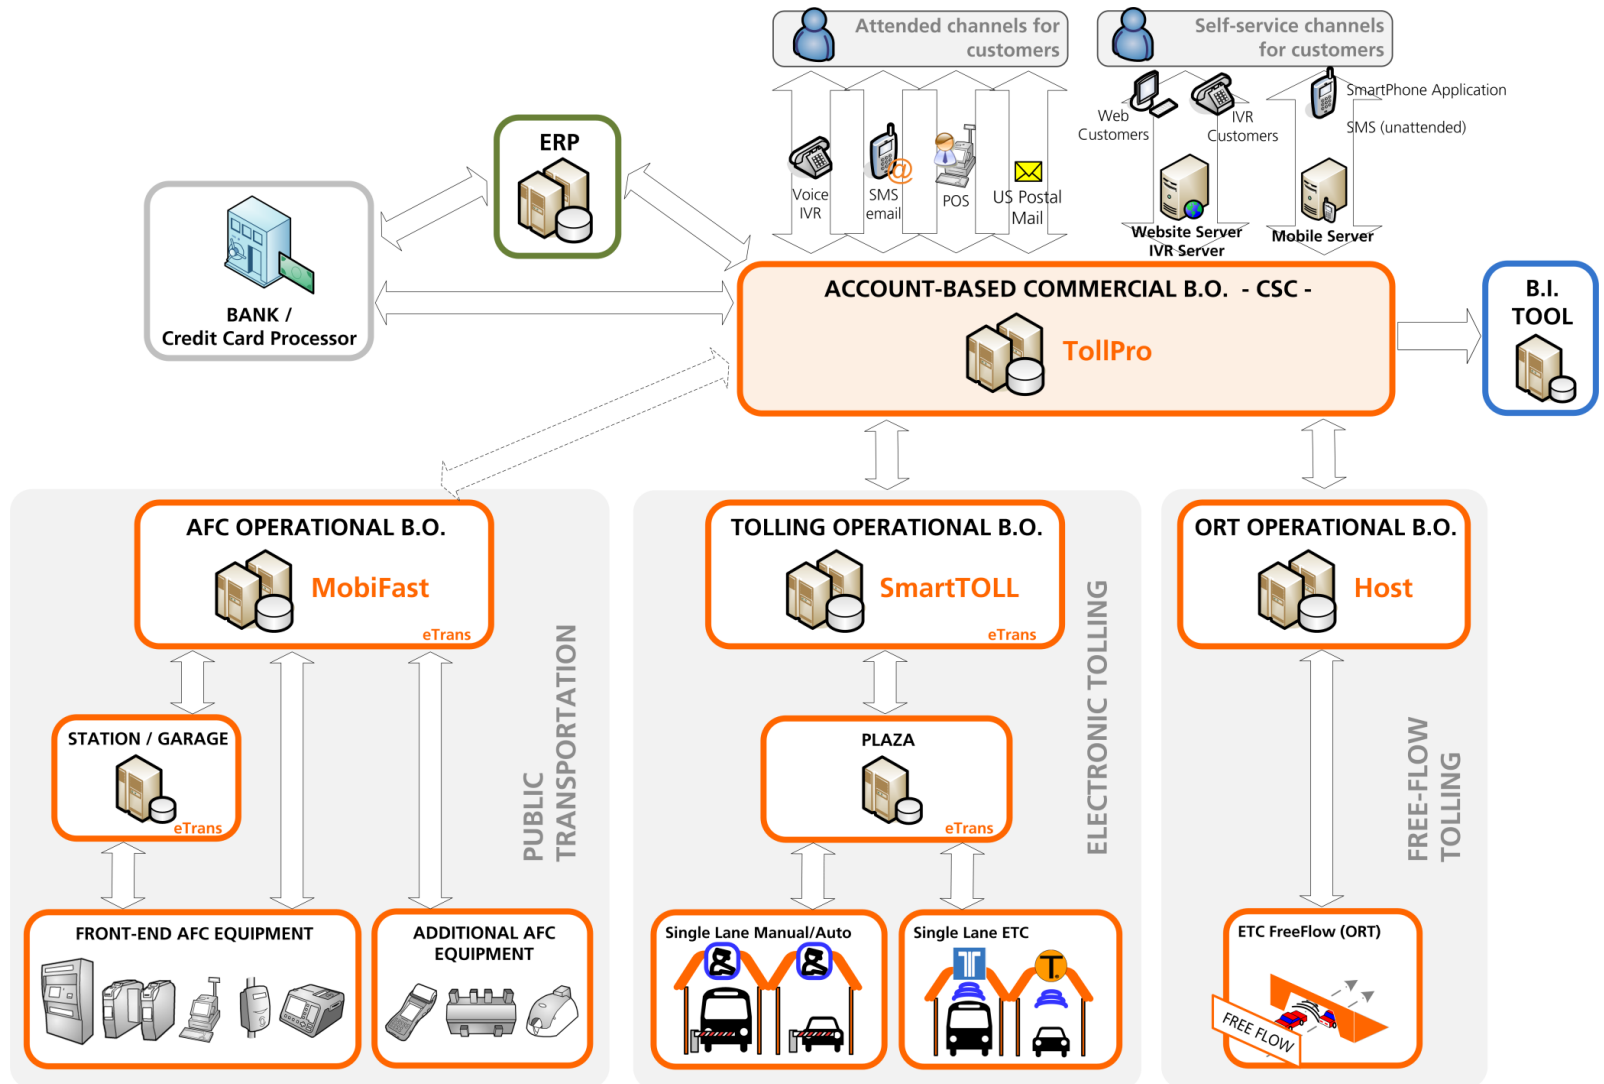 Attended channels for
customers
Self-service channels
for customers
SmartPhone Application
SMS (unattended)
Web
Customers
IVR
Customers
Voice
IVR
SMS
email
@
POS
US Postal
Mail
Website Server
IVR Server
Mobile Server
ERP
BANK /
Credit Card Processor
ACCOUNT-BASED COMMERCIAL B.O. - CSC -
TollPro
B.I.
TOOL
AFC OPERATIONAL B.O.
MobiFast
eTrans
TOLLING OPERATIONAL B.O.
SmartTOLL
eTrans
ORT OPERATIONAL B.O.
Host
STATION / GARAGE
eTrans
PUBLIC
TRANSPORTATION
PLAZA
eTrans
ELECTRONIC TOLLING
FREE-FLOW
TOLLING
FRONT-END AFC EQUIPMENT
ADDITIONAL AFC
EQUIPMENT
Single Lane Manual/Auto
Single Lane ETC
T
ETC FreeFlow (ORT)
FREE FLOW